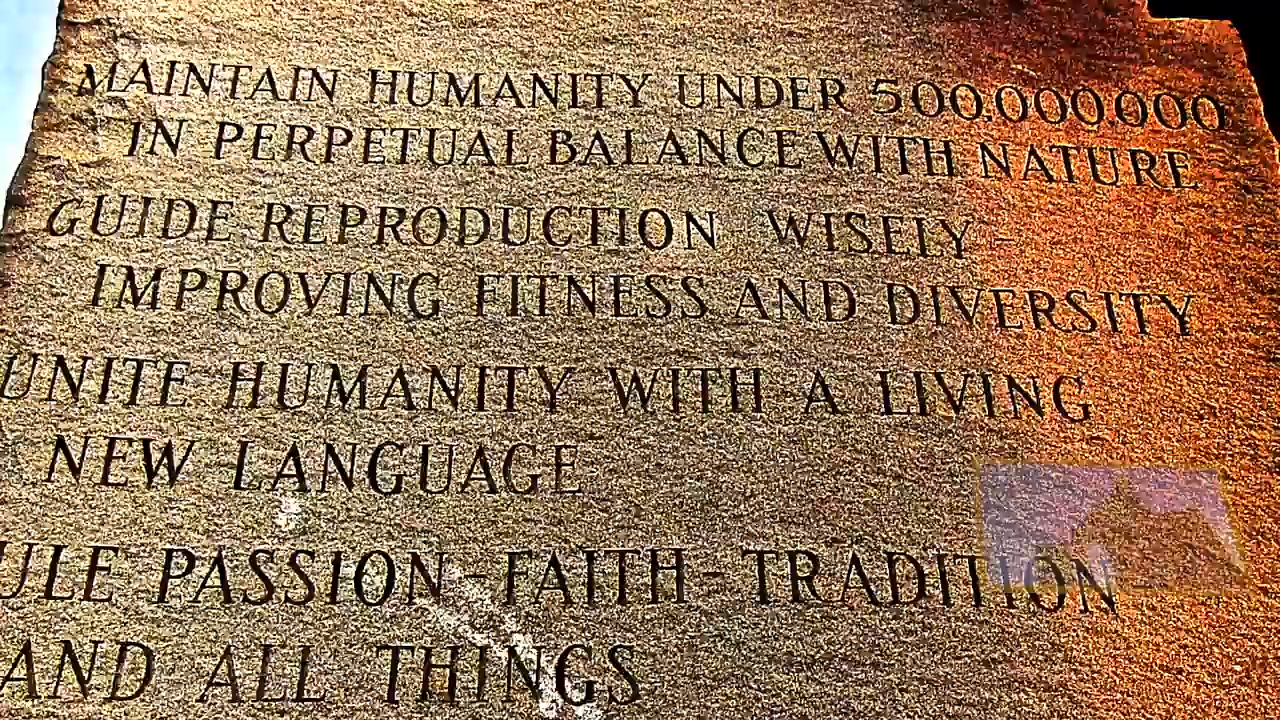 MAINTAIN HUMANITY UNDER 500,000,000
IN PERPETUAL BALANCE WITH NATURE
GUIDE REPRODUCTION WISELY -
IMPROVING FITNESS AND DIVERSITY
UNITE HUMANITY WITH A LIVING
NEW LANGUAGE
ULE PASSION - FAITH - TRADITION
AND ALL THINGS